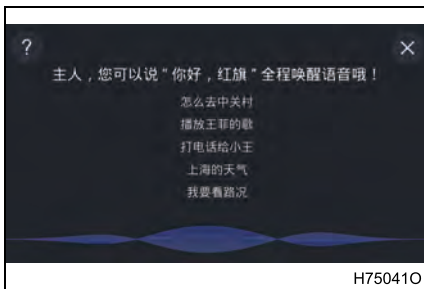 ?
×
主人，您可以说“你好，红旗”全程唤醒语音哦！
怎么去中关村
播放王菲的歌
打电话给小王
上海的天气
我要看路况
H75041O